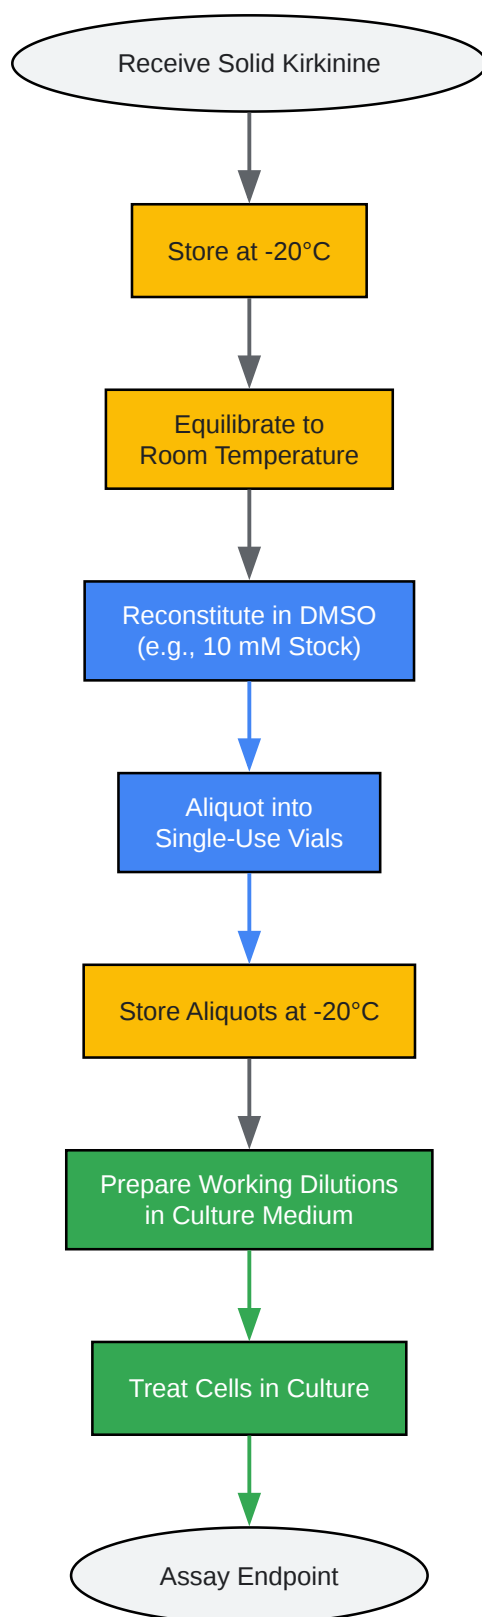 Receive Solid Kirkinine
Store at -20°C
Equilibrate to
Room Temperature
Reconstitute in DMSO
(e.g., 10 mM Stock)
Aliquot into
Single-Use Vials
Store Aliquots at -20°C
Prepare Working Dilutions
in Culture Medium
Treat Cells in Culture
Assay Endpoint